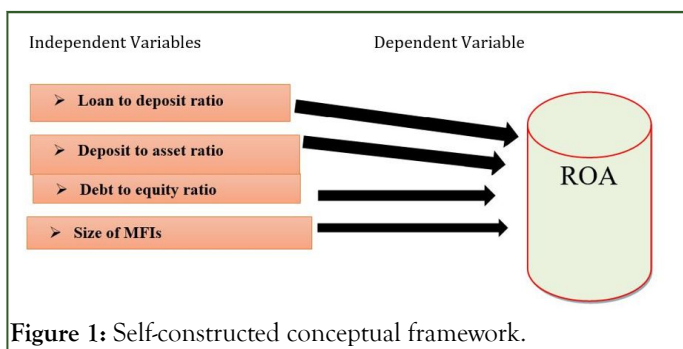 Independent Variables
Dependent Variable
➢ Loan to deposit ratio
➢ Deposit to asset ratio
➢ Debt to equity ratio
➢ Size of MFIs
ROA
Figure 1: Self-constructed conceptual framework.